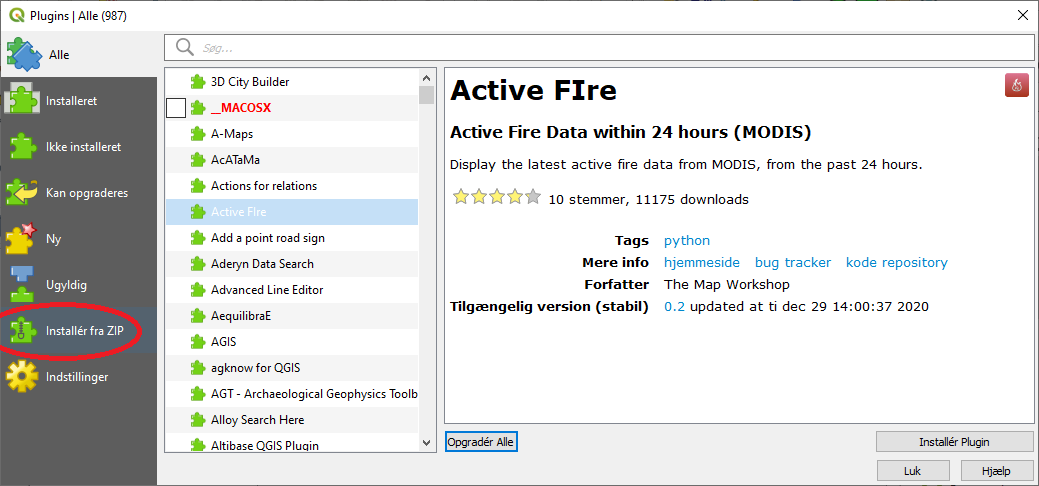 Plugins | Alle (987)
Alle
Installeret
Ikke installeret
Kan opgraderes
Ny
Ugyldig
Installér fra ZIP
Indstillinger
Søg...
3D City Builder
__MACOSX
A-Maps
AcATaMa
Actions for relations
Active FIre
Add a point road sign
Aderyn Data Search
Advanced Line Editor
AequilibraE
AGIS
agknow for QGIS
AGT - Archaeological Geophysics Toolb
Alloy Search Here
Altibase QGIS Plugin
Active FIre
Active Fire Data within 24 hours (MODIS)
Display the latest active fire data from MODIS, from the past 24 hours.
10 stemmer, 11175 downloads
Tags python
Mere info hjemmeside bug tracker kode repository
Forfatter The Map Workshop
Tilgængelig version (stabil) 0.2 updated at ti dec 29 14:00:37 2020
Opgradér Alle
Installér Plugin
Luk
Hjælp